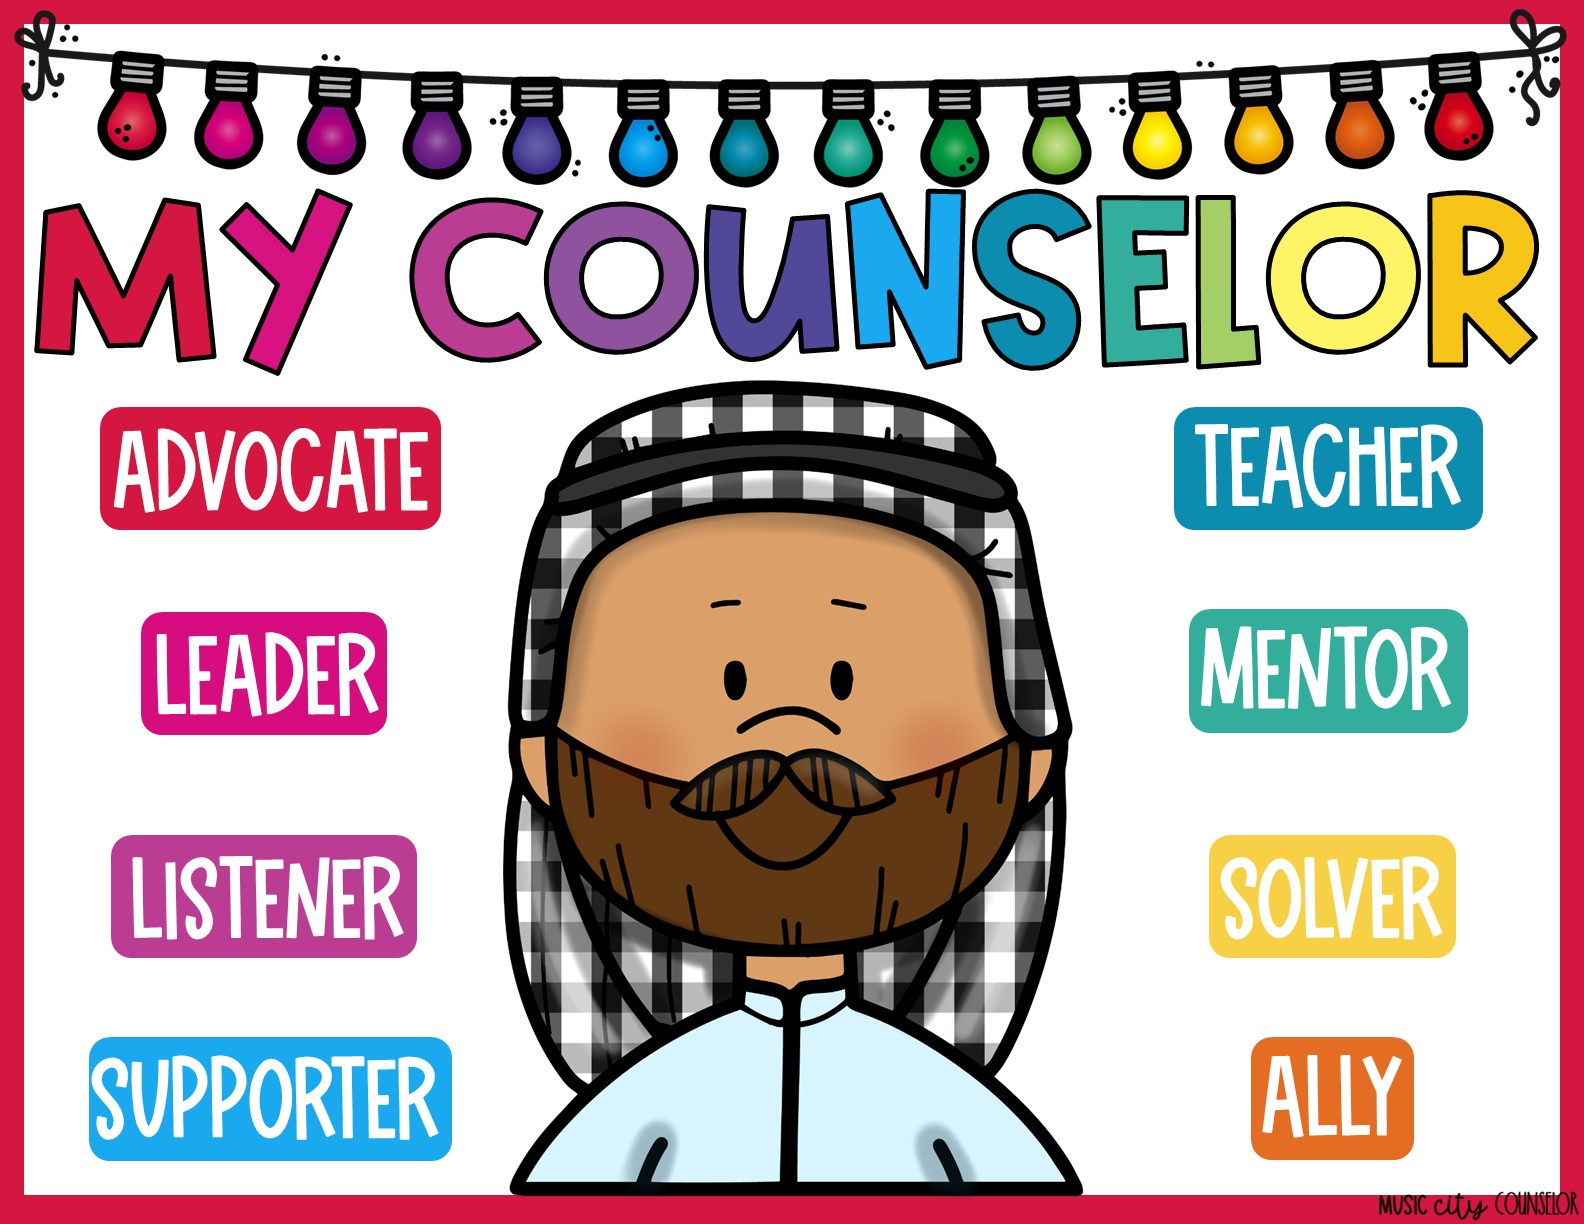 MY COUNSELOR
ADVOCATE
LEADER
LISTENER
SUPPORTER
TEACHER
MENTOR
SOLVER
ALLY
MUSIC city COUNSELOR